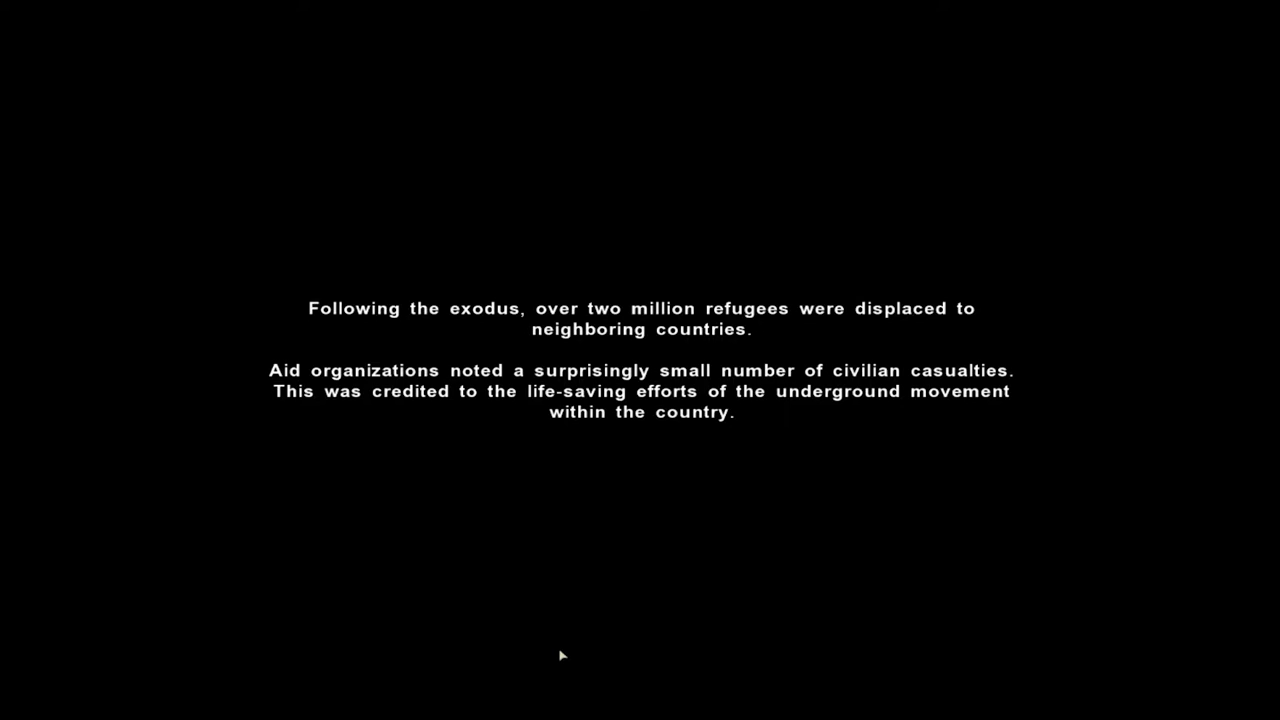 Following the exodus, over two million refugees were displaced to
neighboring countries.
Aid organizations noted a surprisingly small number of civilian casualties.
This was credited to the life-saving efforts of the underground movement
within the country.